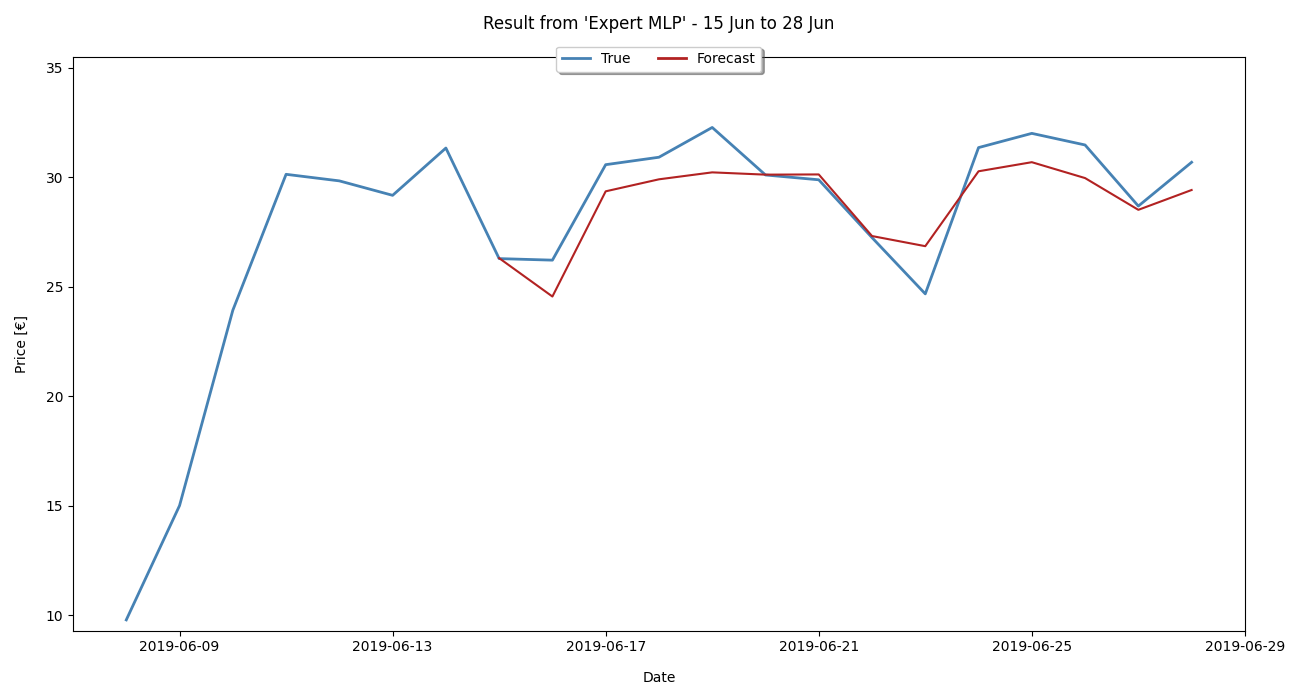 Result from 'Expert MLP' - 15 Jun to 28 Jun
True Forecast
35
30
25
20
15
10
Price [€]
2019-06-09 2019-06-13 2019-06-17 2019-06-21 2019-06-25 2019-06-29
Date